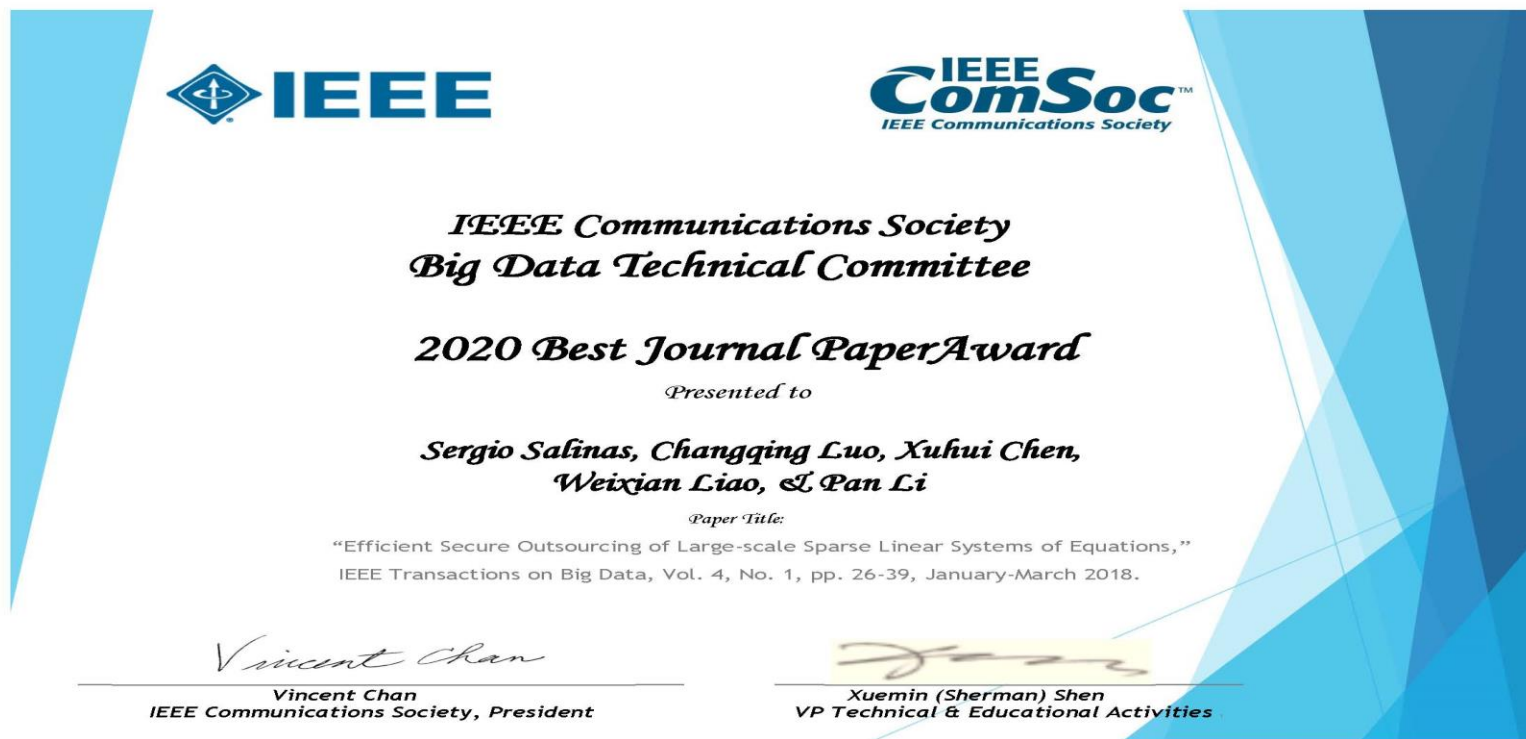 IEEE
IEEE
ComSoc™
IEEE Communications Society
IEEE Communications Society
Big Data Technical Committee
2020 Best Journal PaperAward
Presented to
Sergio Salinas, Changqing Luo, Xuhui Chen,
Weixian Liao, & Pan Li
Paper Title:
“Efficient Secure Outsourcing of Large-scale Sparse Linear Systems of Equations,”
IEEE Transactions on Big Data, Vol. 4, No. 1, pp. 26-39, January-March 2018.
Vincent Chan
Vincent Chan
IEEE Communications Society, President
Xuemin (Sherman) Shen
VP Technical & Educational Activities